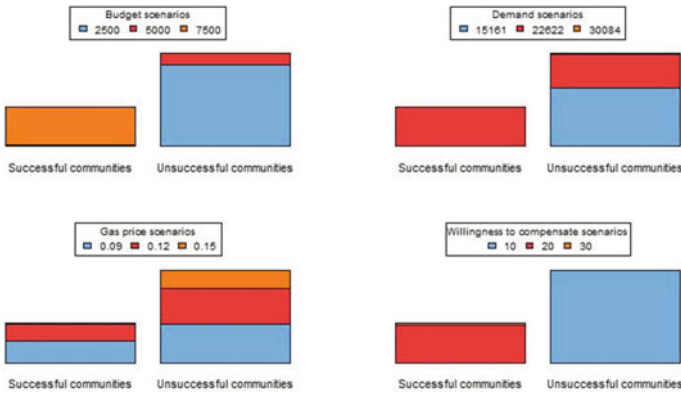 Budget scenarios
2500 5000 7500
Successful communities Unsuccessful communities
Demand scenarios
15161 22622 30084
Successful communities Unsuccessful communities
Gas price scenarios
0.09 0.12 0.15
Successful communities Unsuccessful communities
Willingness to compensate scenarios
10 20 30
Successful communities Unsuccessful communities